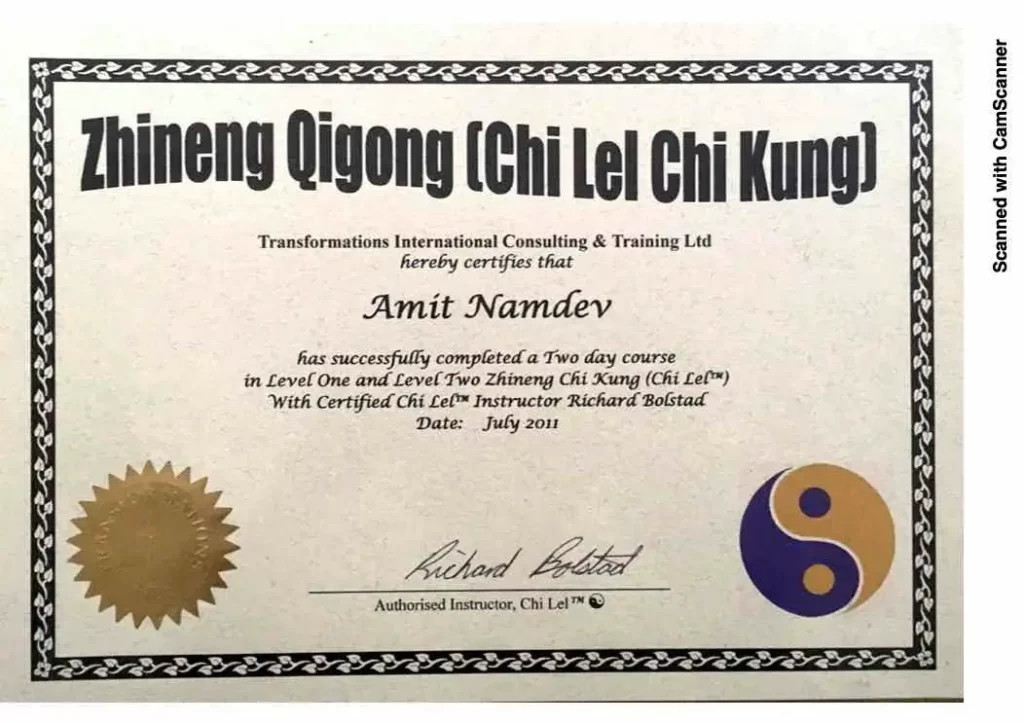 Zhineng Qigong (Chi Lel Chi Kung)
Transformations International Consulting & Training Ltd
hereby certifies that
Amit Namdev
has successfully completed a Two day course
in Level One and Level Two Zhineng Chi Kung (Chi Lel™)
With Certified Chi Lel™ Instructor Richard Bolstad
Date: July 2011
TRANSFORMATIONS
Richard Bolstad
Authorised Instructor, Chi Lel™
Scanned with CamScanner